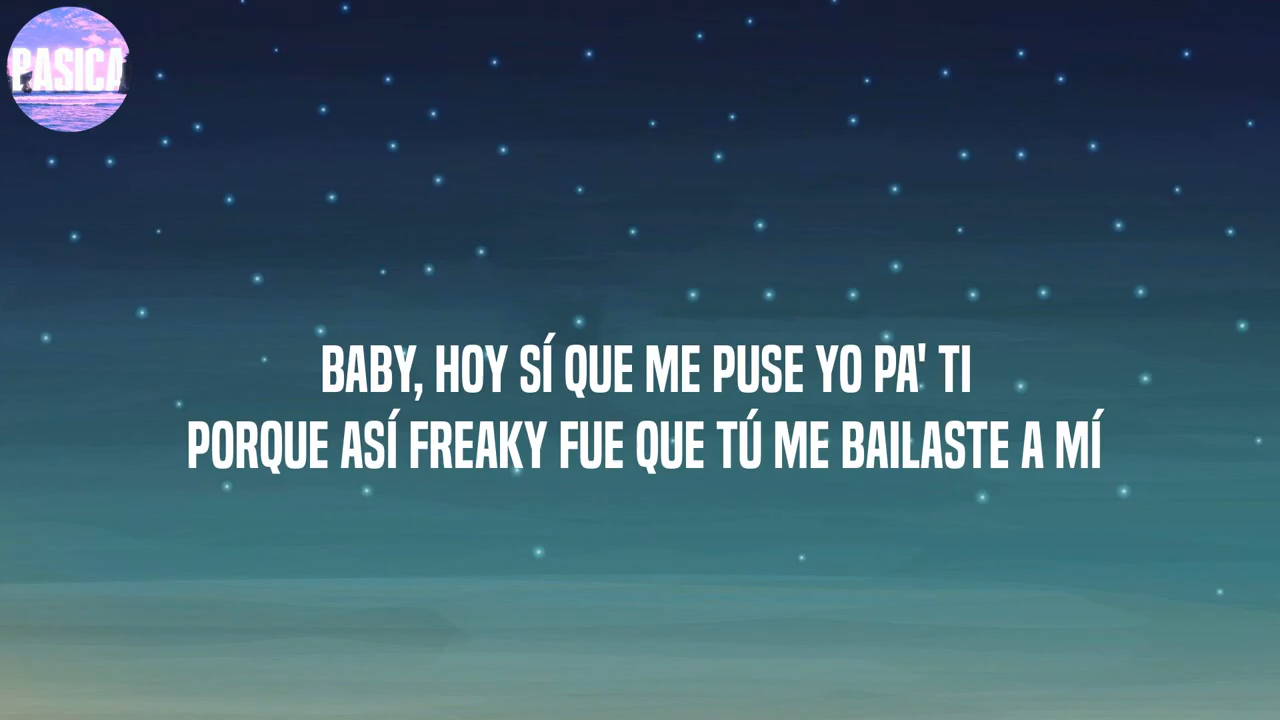 PASICA
BABY, HOY SÍ QUE ME PUSE YO PA' TI
PORQUE ASÍ FREAKY FUE QUE TÚ ME BAILASTE A MÍ